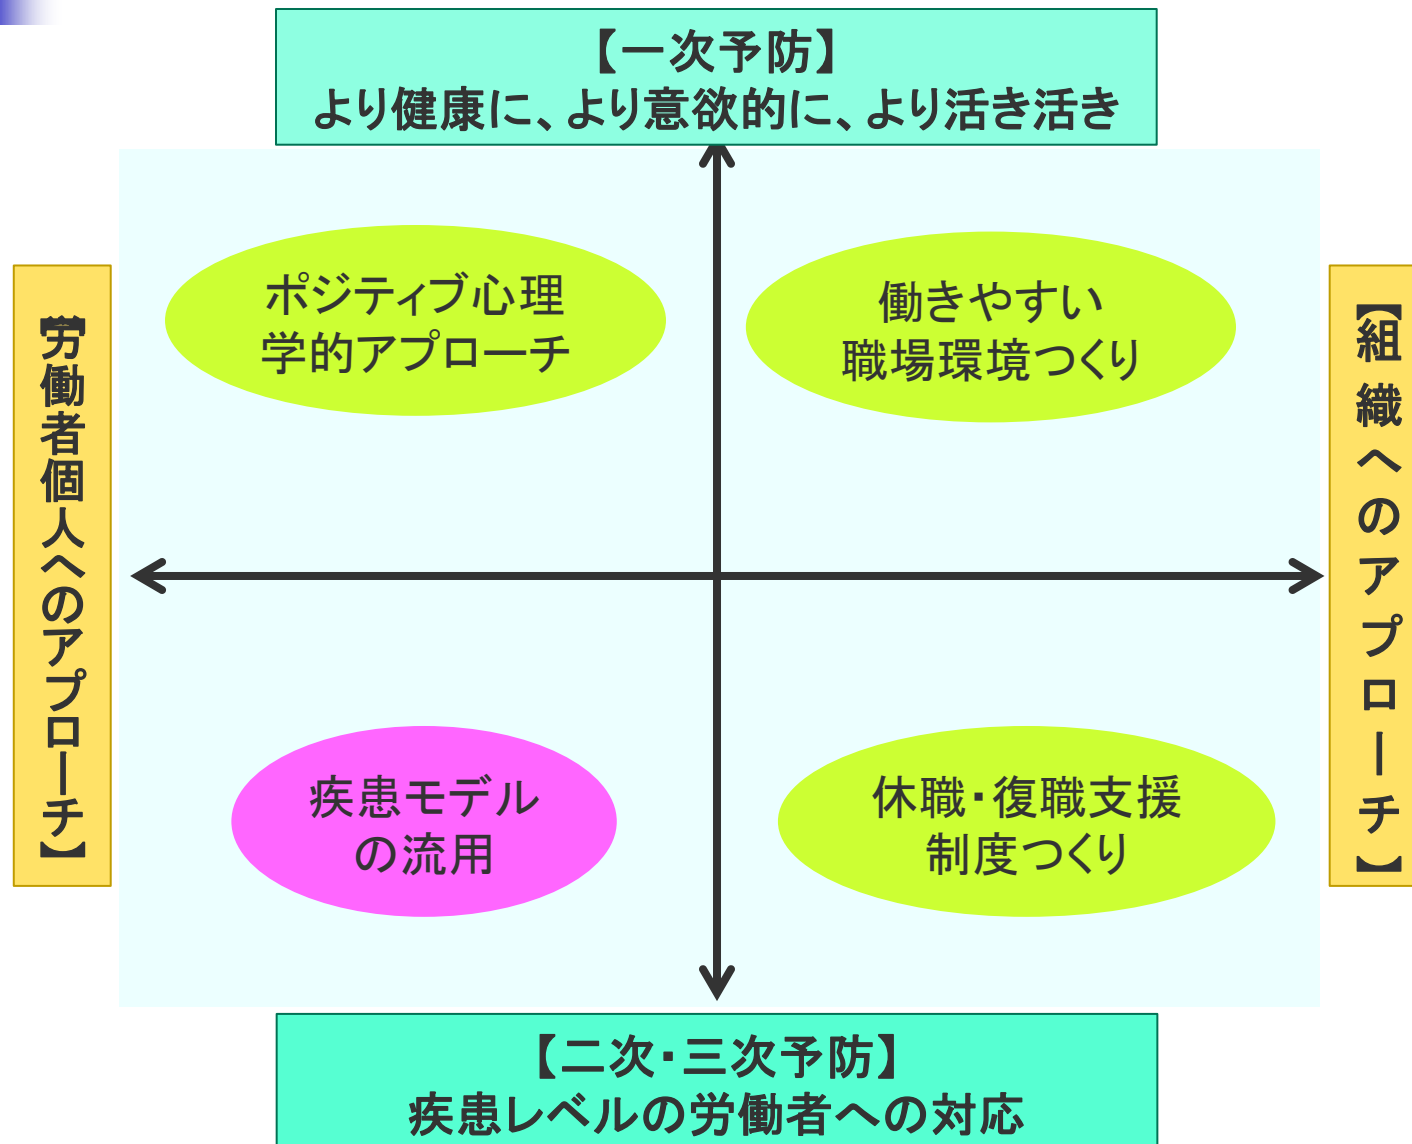 【一次予防】
より健康に、より意欲的に、より活き活き
ポジティブ心理
学的アプローチ
働きやすい
職場環境つくり
【労働者個人へのアプローチ】
【組織へのアプローチ】
疾患モデル
の流用
休職・復職支援
制度つくり
【二次・三次予防】
疾患レベルの労働者への対応